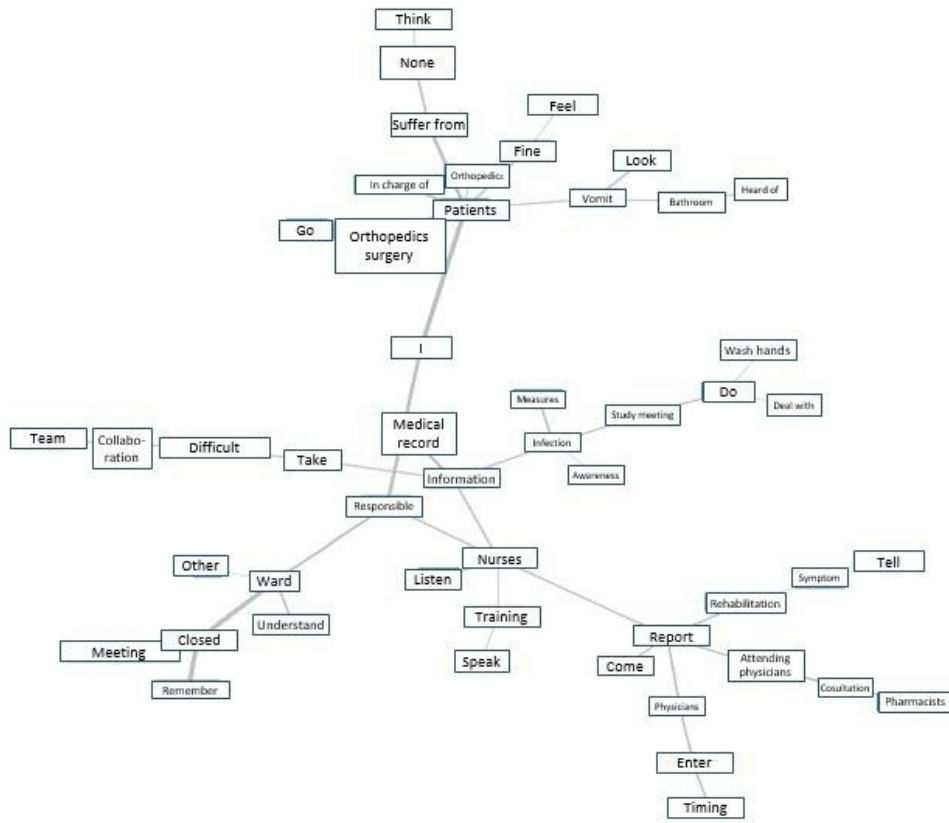 Think
None
Feel
Suffer from
Fine
Look
Orthopedics
In charge of
Heard of
Vomit
Bathroom
Patients
Go
Orthopedics
surgery
I
Wash hands
Do
Measures
Deal with
Study meeting
Medical
record
Team
Collabo-
ration
Difficult
Infection
Take
Information
Awareness
Responsible
Nurses
Other
Ward
Listen
Tell
Symptom
Rehabilitation
Training
Understand
Closed
Report
Meeting
Speak
Come
Attending
physicians
Remember
Cosultation
Pharmacists
Physicians
Enter
Timing